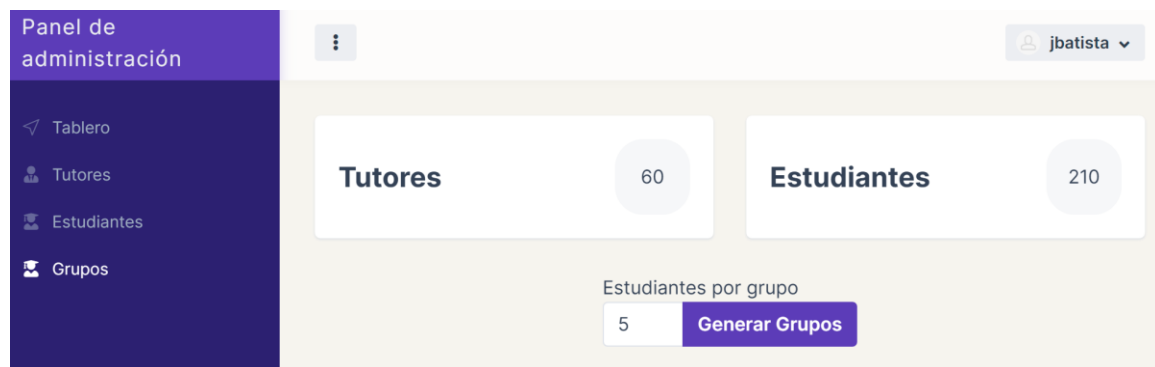 Panel de
administración
jbatista
Tablero
Tutores
Estudiantes
Grupos
Tutores 60
Estudiantes 210
Estudiantes por grupo
5 Generar Grupos